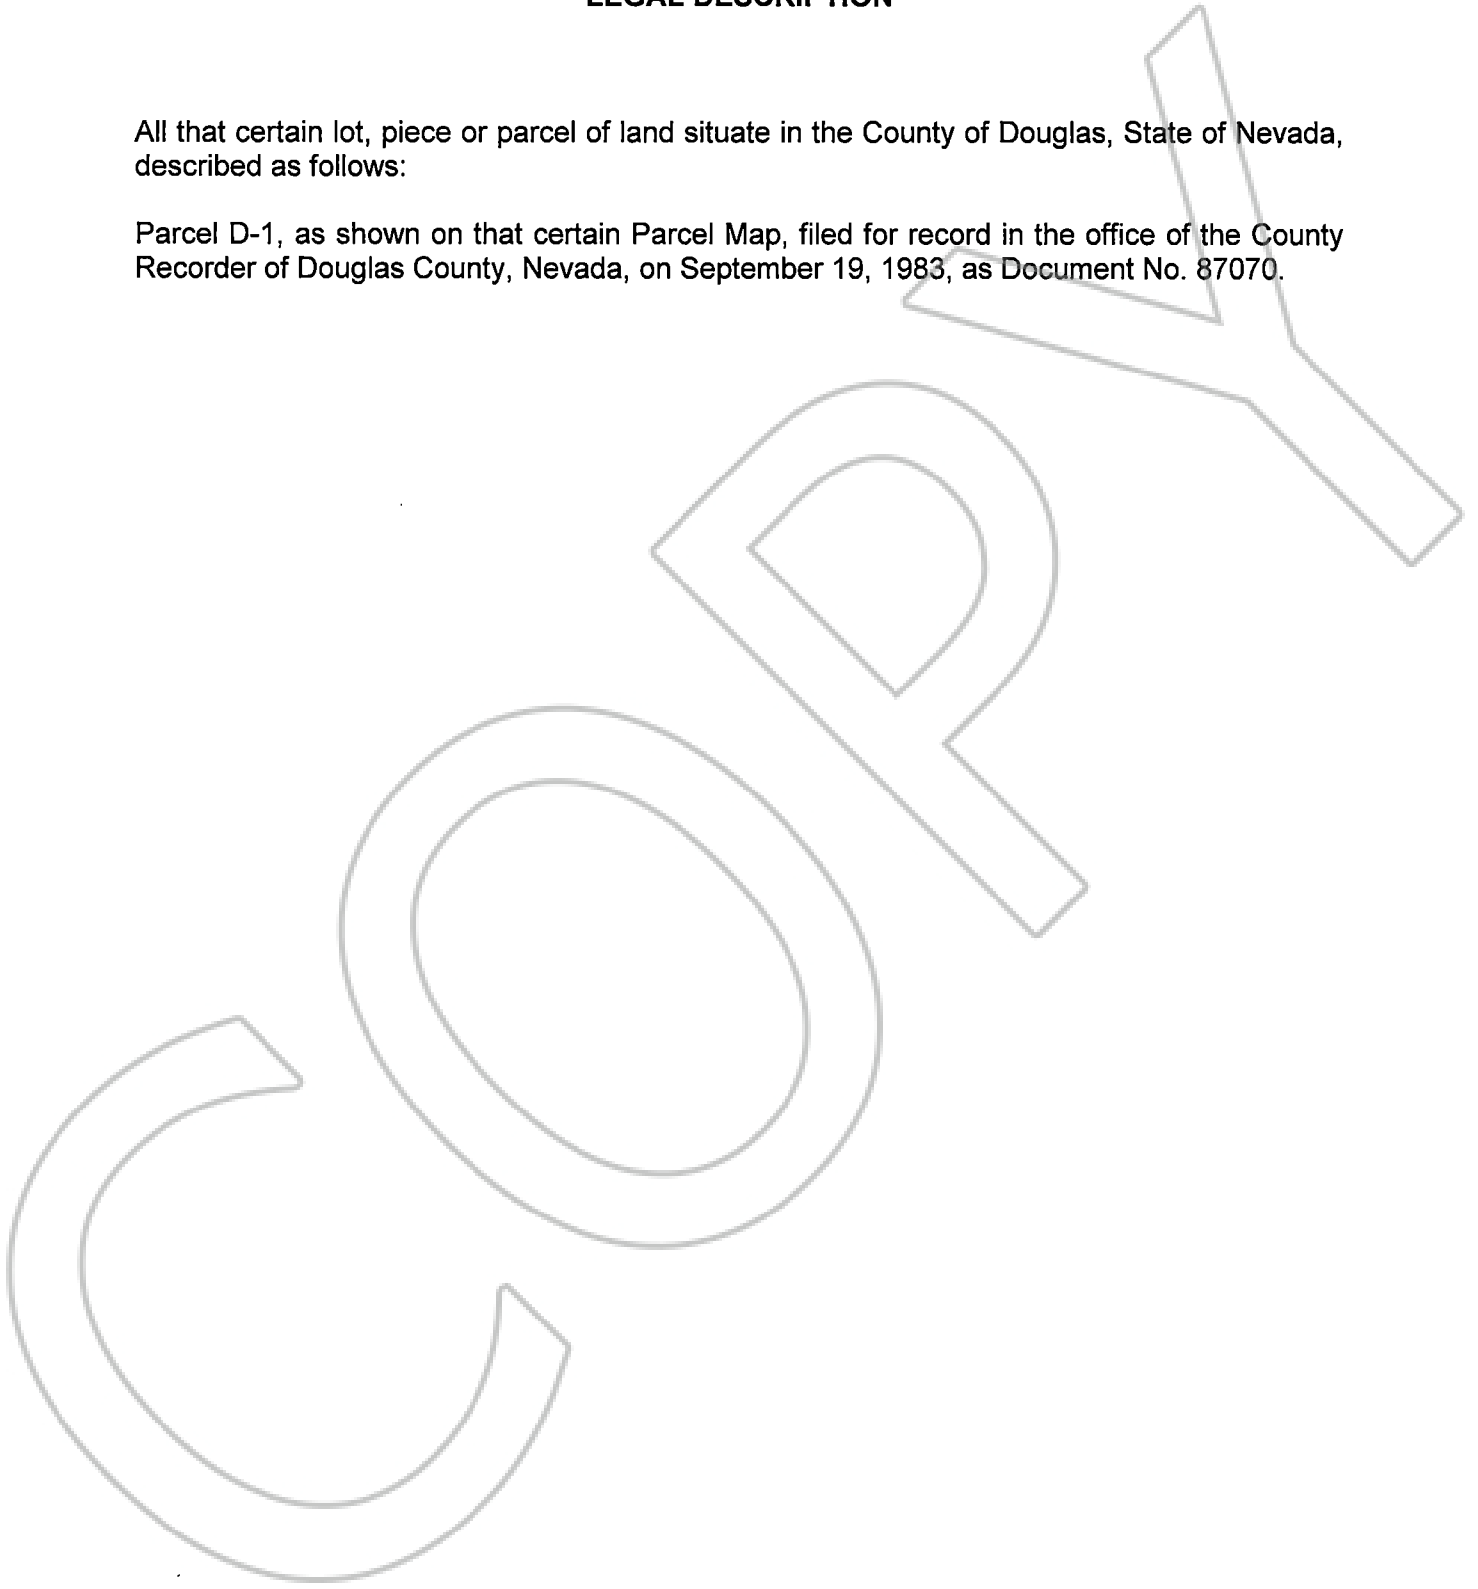 LEGAL DESCRIPTION
All that certain lot, piece or parcel of land situate in the County of Douglas, State of Nevada,
described as follows:
Parcel D-1, as shown on that certain Parcel Map, filed for record in the office of the County
Recorder of Douglas County, Nevada, on September 19, 1983, as Document No. 87070.
COPY